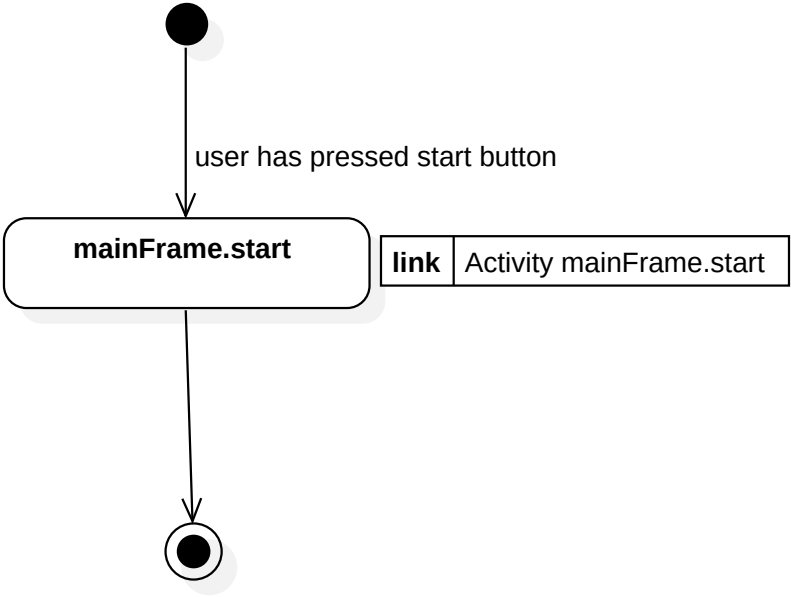 user has pressed start button
mainFrame.start
link Activity mainFrame.start